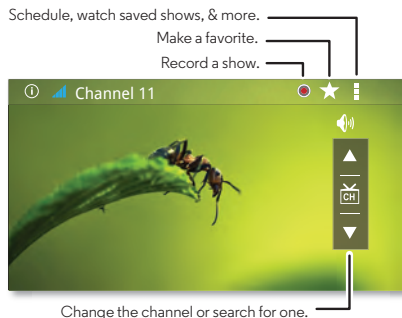 Schedule, watch saved shows, & more.
Make a favorite.
Record a show.
Channel 11
CH
Change the channel or search for one.